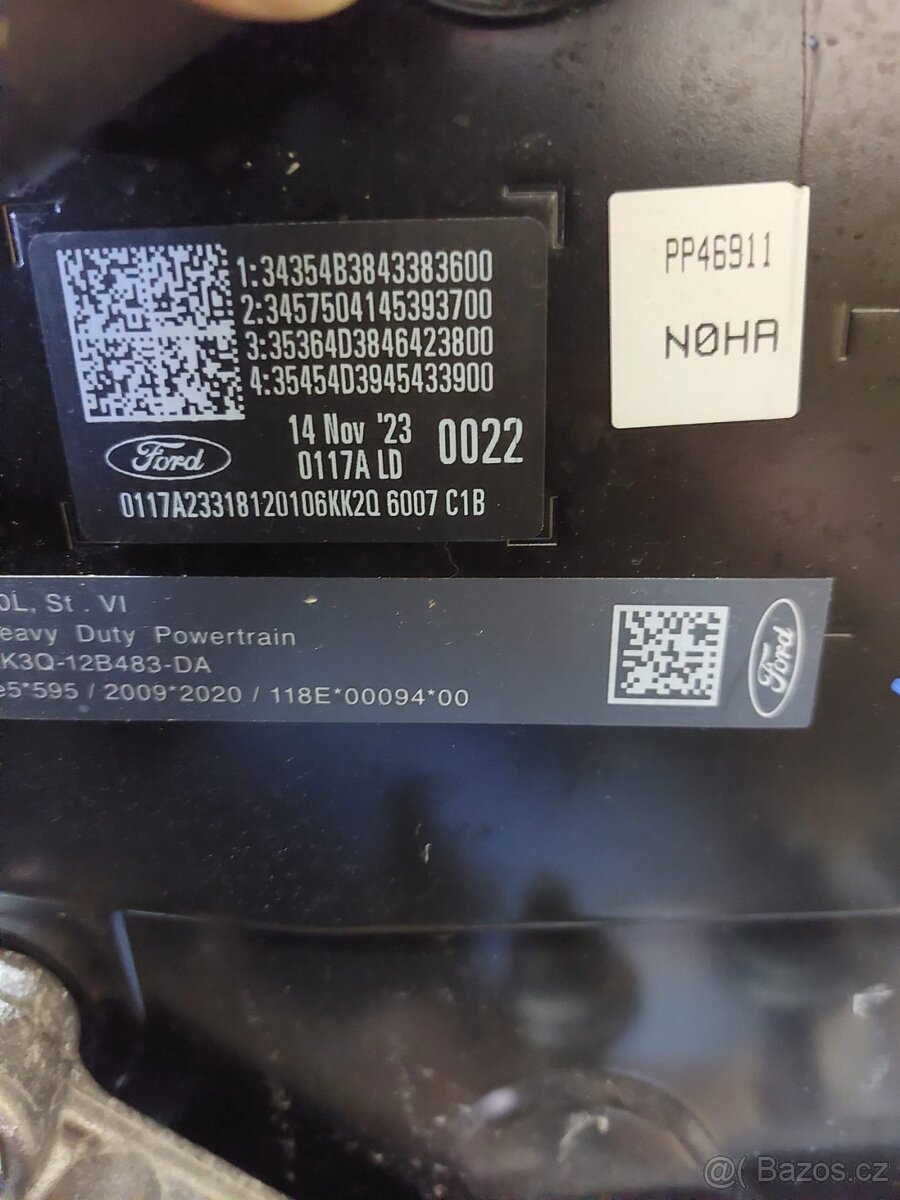 1:34354B3843383600
2:3457504145393700
3:35364D3846423800
4:35454D3945433900
14 Nov '23
0117A LD
0022
Ford
0117A23318120106KK2Q 6007 C1B
PP46911
N0HA
0L, St . VI
eavy Duty Powertrain
K3Q-12B483-DA
e5*595 / 2009*2020 / 118E*00094*00
Ford
@( Bazos.cz